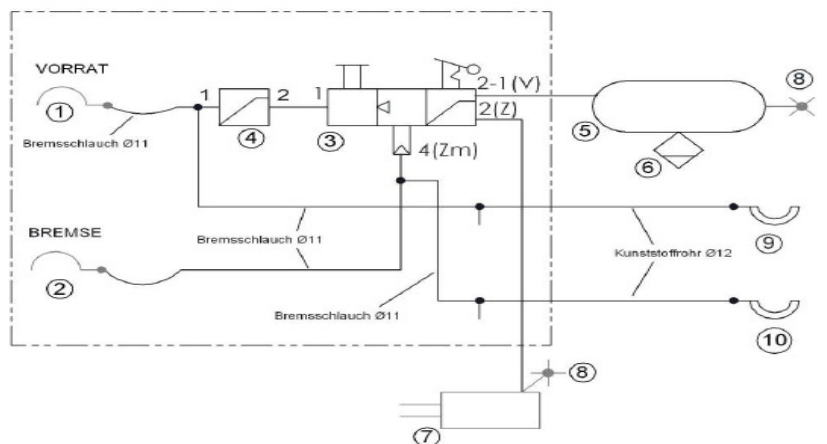 VORRAT
1
Bremsschlauch Ø11
1
2
4
1
3
2-1(V)
2(Z)
4(Zm)
5
8
6
BREMSE
2
Bremsschlauch Ø11
Kunststoffrohr Ø12
9
Bremsschlauch Ø11
10
8
7